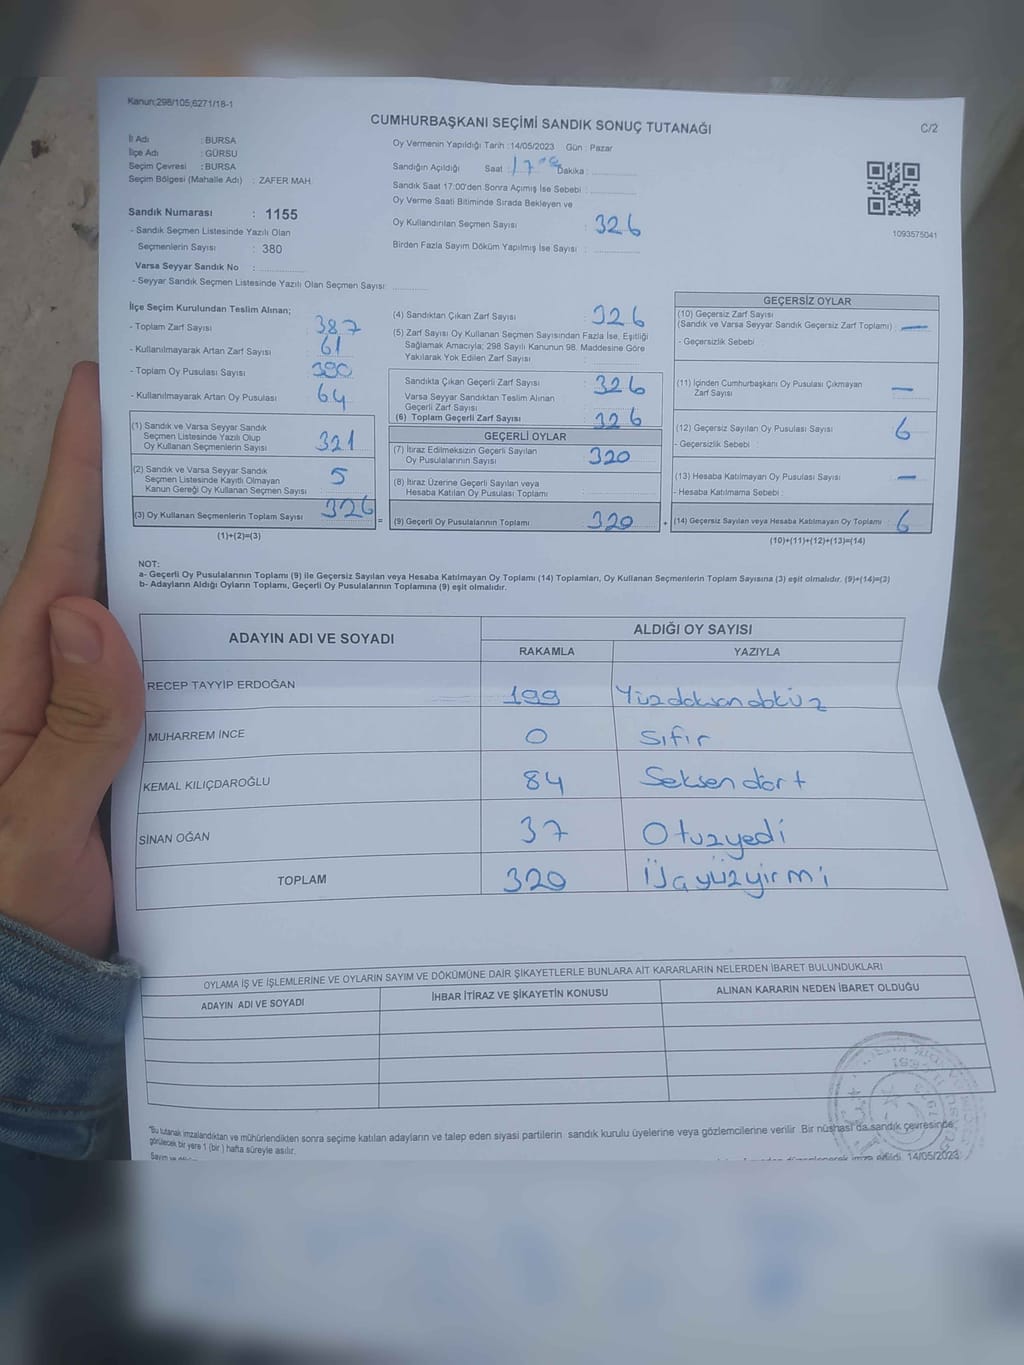 Kanun;298/105,6271/18-1
C/2
CUMHURBAŞKANI SEÇİMİ SANDIK SONUÇ TUTANAĞI
İl Adı : BURSA
İlçe Adı : GÜRSU
Seçim Çevresi : BURSA
Seçim Bölgesi (Mahalle Adı) : ZAFER MAH.
Sandık Numarası : 1155
- Sandık Seçmen Listesinde Yazılı Olan
Seçmenlerin Sayısı : 380
Varsa Seyyar Sandık No :
- Seyyar Sandık Seçmen Listesinde Yazılı Olan Seçmen Sayısı:
Oy Vermenin Yapıldığı Tarih :14/05/2023 Gün : Pazar
Sandığın Açıldığı Saat : 17 00 Dakika :
Sandık Saat 17:00'den Sonra Açımış İse Sebebi :
Oy Verme Saati Bitiminde Sırada Bekleyen ve
Oy Kullandırılan Seçmen Sayısı : 326
Birden Fazla Sayım Döküm Yapılmış İse Sayısı :
1093575041
İlçe Seçim Kurulundan Teslim Alınan;
- Toplam Zarf Sayısı : 387
- Kullanılmayarak Artan Zarf Sayısı : 61
- Toplam Oy Pusulası Sayısı : 390
- Kullanılmayarak Artan Oy Pusulası : 64
(1) Sandık ve Varsa Seyyar Sandık
Seçmen Listesinde Yazılı Olup
Oy Kullanan Seçmenlerin Sayısı 321
(2) Sandık ve Varsa Seyyar Sandık
Seçmen Listesinde Kayıtlı Olmayan
Kanun Gereği Oy Kullanan Seçmen Sayısı 5
(3) Oy Kullanan Seçmenlerin Toplam Sayısı 326
(1)+(2)=(3)
(4) Sandıktan Çıkan Zarf Sayısı : 326
(5) Zarf Sayısı Oy Kullanan Seçmen Sayısından Fazla İse, Eşitliği
Sağlamak Amacıyla; 298 Sayılı Kanunun 98. Maddesine Göre
Yakılarak Yok Edilen Zarf Sayısı
Sandıkta Çıkan Geçerli Zarf Sayısı : 326
Varsa Seyyar Sandıktan Teslim Alınan
Geçerli Zarf Sayısı
(6) Toplam Geçerli Zarf Sayısı : 326
GEÇERLİ OYLAR
(7) İtiraz Edilmeksizin Geçerli Sayılan
Oy Pusulalarının Sayısı : 320
(8) İtiraz Üzerine Geçerli Sayılan veya
Hesaba Katılan Oy Pusulası Toplamı
= (9) Geçerli Oy Pusulalarının Toplamı 320 +
GEÇERSİZ OYLAR
(10) Geçersiz Zarf Sayısı
(Sandık ve Varsa Seyyar Sandık Geçersiz Zarf Toplamı) : —
- Geçersizlik Sebebi :
(11) İçinden Cumhurbaşkanı Oy Pusulası Çıkmayan
Zarf Sayısı —
(12) Geçersiz Sayılan Oy Pusulası Sayısı : 6
- Geçersizlik Sebebi :
(13) Hesaba Katılmayan Oy Pusulası Sayısı : —
- Hesaba Katılmama Sebebi :
(14) Geçersiz Sayılan veya Hesaba Katılmayan Oy Toplamı 6
(10)+(11)+(12)+(13)=(14)
NOT:
a- Geçerli Oy Pusulalarının Toplamı (9) ile Geçersiz Sayılan veya Hesaba Katılmayan Oy Toplamı (14) Toplamları, Oy Kullanan Seçmenlerin Toplam Sayısına (3) eşit olmalıdır. (9)+(14)=(3)
b- Adayların Aldığı Oyların Toplamı, Geçerli Oy Pusulalarının Toplamına (9) eşit olmalıdır.
ADAYIN ADI VE SOYADI ALDIĞI OY SAYISI
RAKAMLA YAZIYLA
RECEP TAYYİP ERDOĞAN 199 Yüzdoksandokuz
MUHARREM İNCE 0 Sıfır
KEMAL KILIÇDAROĞLU 84 Seksendört
SİNAN OĞAN 37 Otuzyedi
TOPLAM 320 Üçyüzyirmi
OYLAMA İŞ VE İŞLEMLERİNE VE OYLARIN SAYIM VE DÖKÜMÜNE DAİR ŞİKAYETLERLE BUNLARA AİT KARARLARIN NELERDEN İBARET BULUNDUKLARI
ADAYIN ADI VE SOYADI İHBAR İTİRAZ VE ŞİKAYETİN KONUSU ALINAN KARARIN NEDEN İBARET OLDUĞU
"Bu tutanak imzalandıktan ve mühürlendikten sonra seçime katılan adayların ve talep eden siyasi partilerin sandık kurulu üyelerine veya gözlemcilerine verilir. Bir nüshası da sandık çevresinde,
görülecek bir yere 1 (bir) hafta süreyle asılır.
Sayım ve imza edildi. 14/05/2023